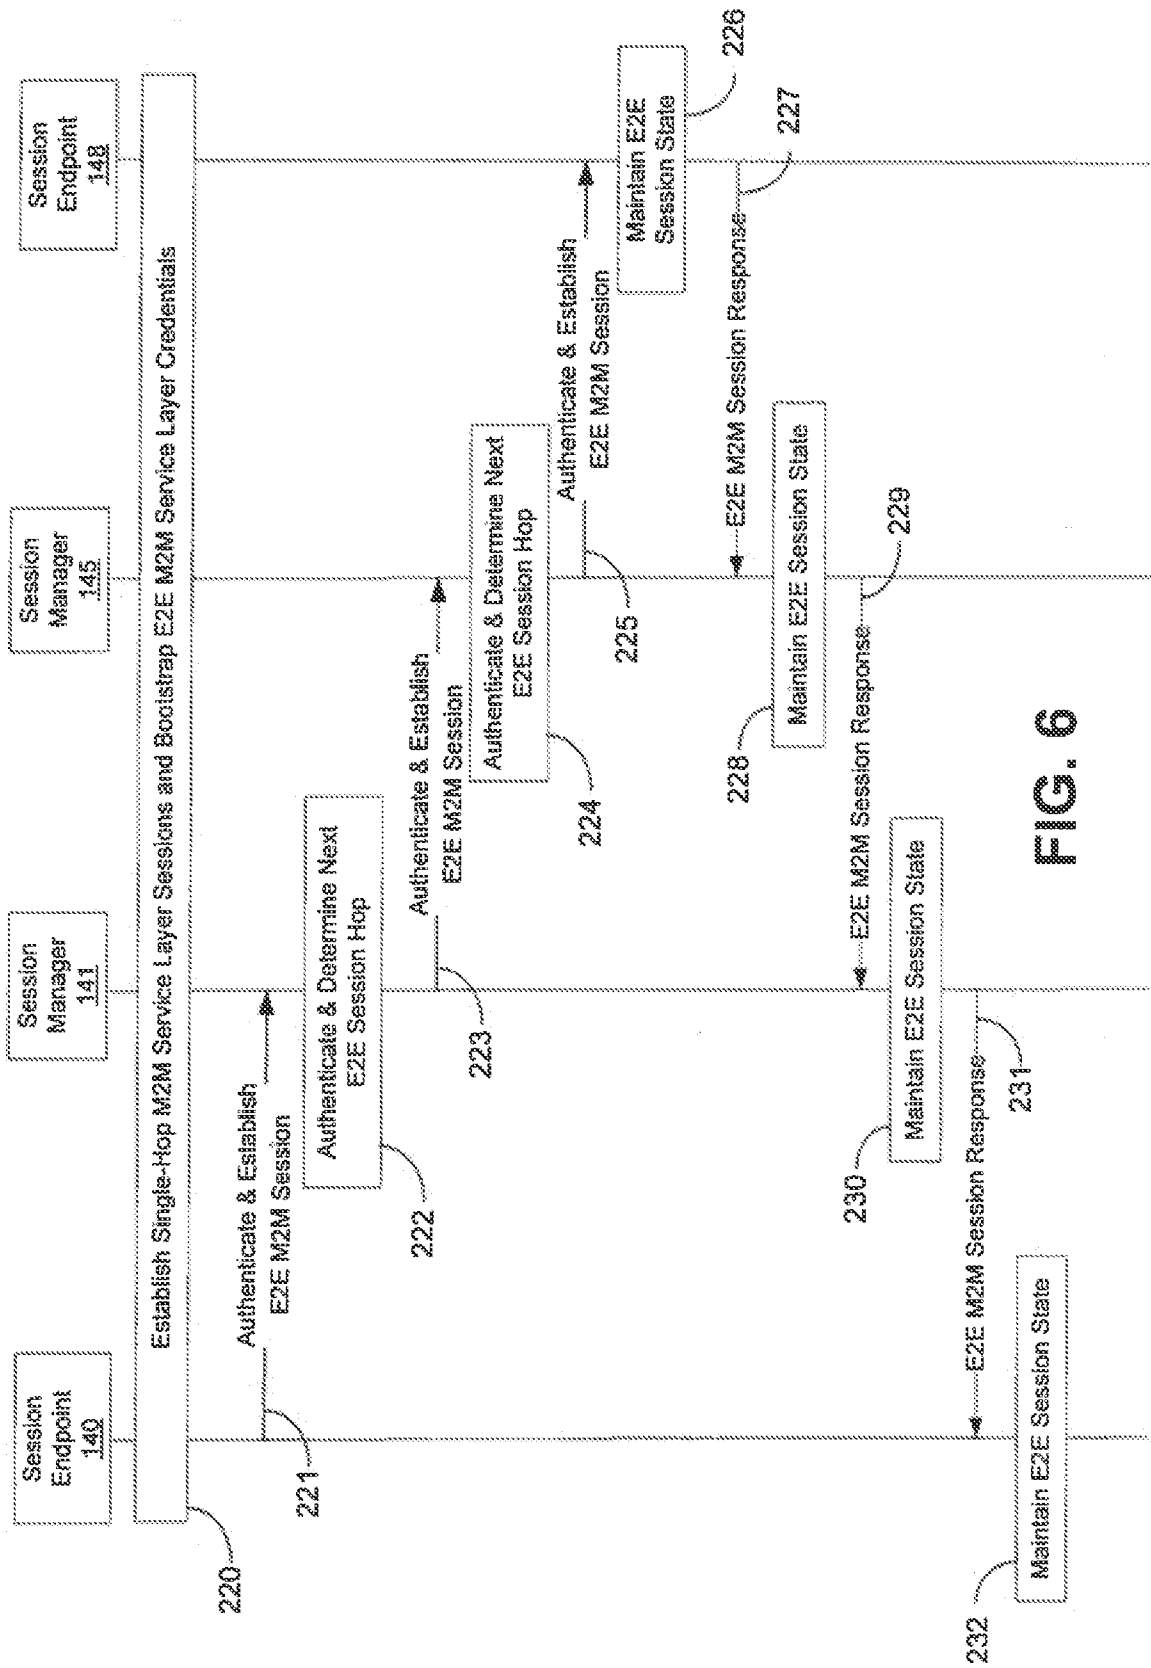 Session
Endpoint
140
Session
Manager
141
Session
Manager
145
Session
Endpoint
148
Establish Single-Hop M2M Service Layer Sessions and Bootstrap E2E M2M Service Layer Credentials
220
Authenticate & Establish
E2E M2M Session
221
Authenticate & Determine Next
E2E Session Hop
222
Authenticate & Establish
E2E M2M Session
223
Authenticate & Determine Next
E2E Session Hop
224
Authenticate & Establish
E2E M2M Session
225
Maintain E2E
Session State
226
E2E M2M Session Response
227
Maintain E2E Session State
228
E2E M2M Session Response
229
Maintain E2E Session State
230
E2E M2M Session Response
231
Maintain E2E Session State
232
FIG. 6